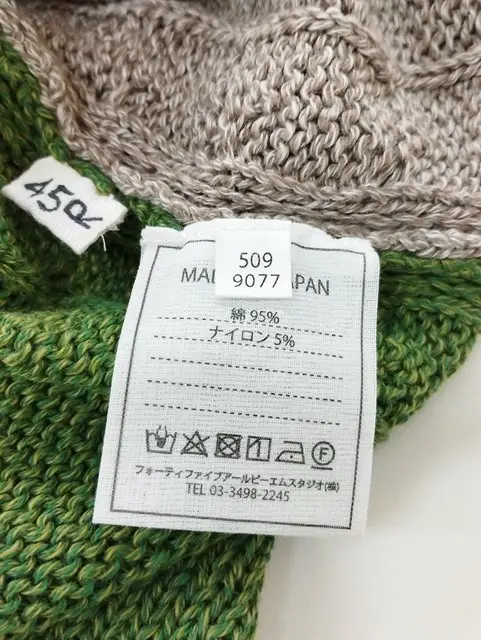 45R
509
9077
MADE JAPAN
綿 95%
ナイロン 5%
F
フォーティファイブアールピーエムスタジオ(株)
TEL 03-3498-2245